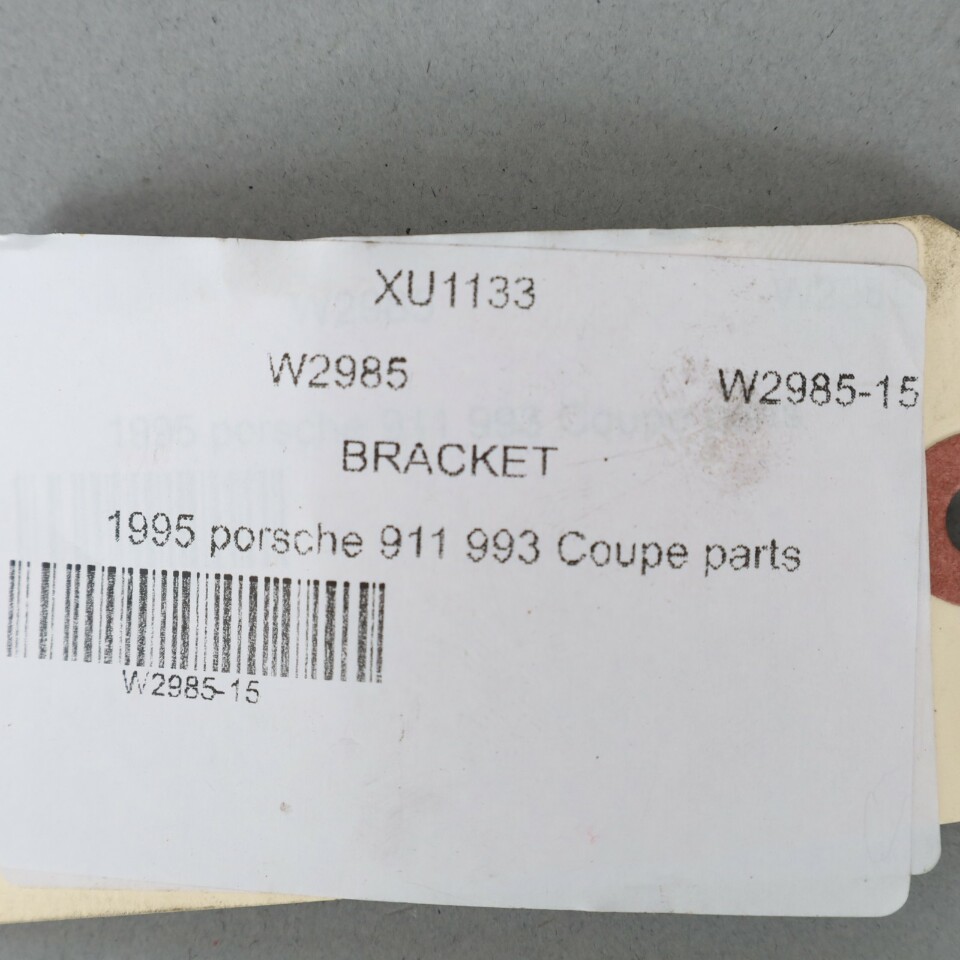 XU1133
W2985 W2985-15
BRACKET
1995 porsche 911 993 Coupe parts
W2985-15